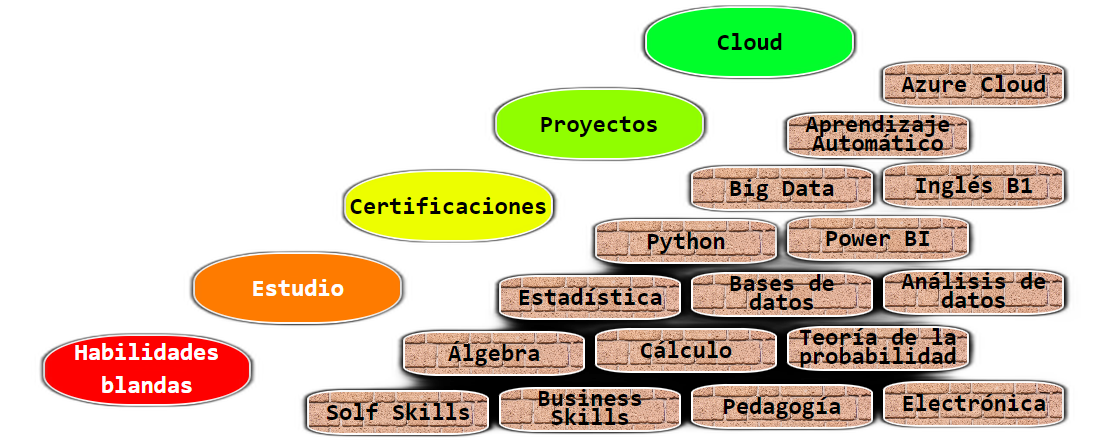 Cloud
Azure Cloud
Proyectos
Aprendizaje
Automático
Certificaciones
Big Data
Inglés B1
Python
Power BI
Estudio
Estadística
Bases de
datos
Análisis de
datos
Habilidades
blandas
Álgebra
Cálculo
Teoría de la
probabilidad
Solf Skills
Business
Skills
Pedagogía
Electrónica